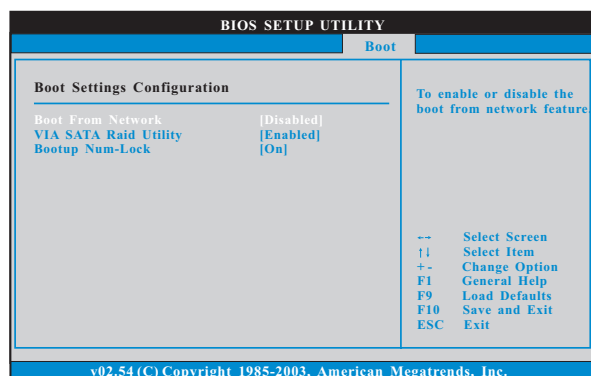 BIOS SETUP UTILITY
Boot
Boot Settings Configuration
Boot From Network [Disabled]
VIA SATA Raid Utility [Enabled]
Bootup Num-Lock [On]
To enable or disable the
boot from network feature.
←→ Select Screen
↑↓ Select Item
+ - Change Option
F1 General Help
F9 Load Defaults
F10 Save and Exit
ESC Exit
v02.54 (C) Copyright 1985-2003, American Megatrends, Inc.